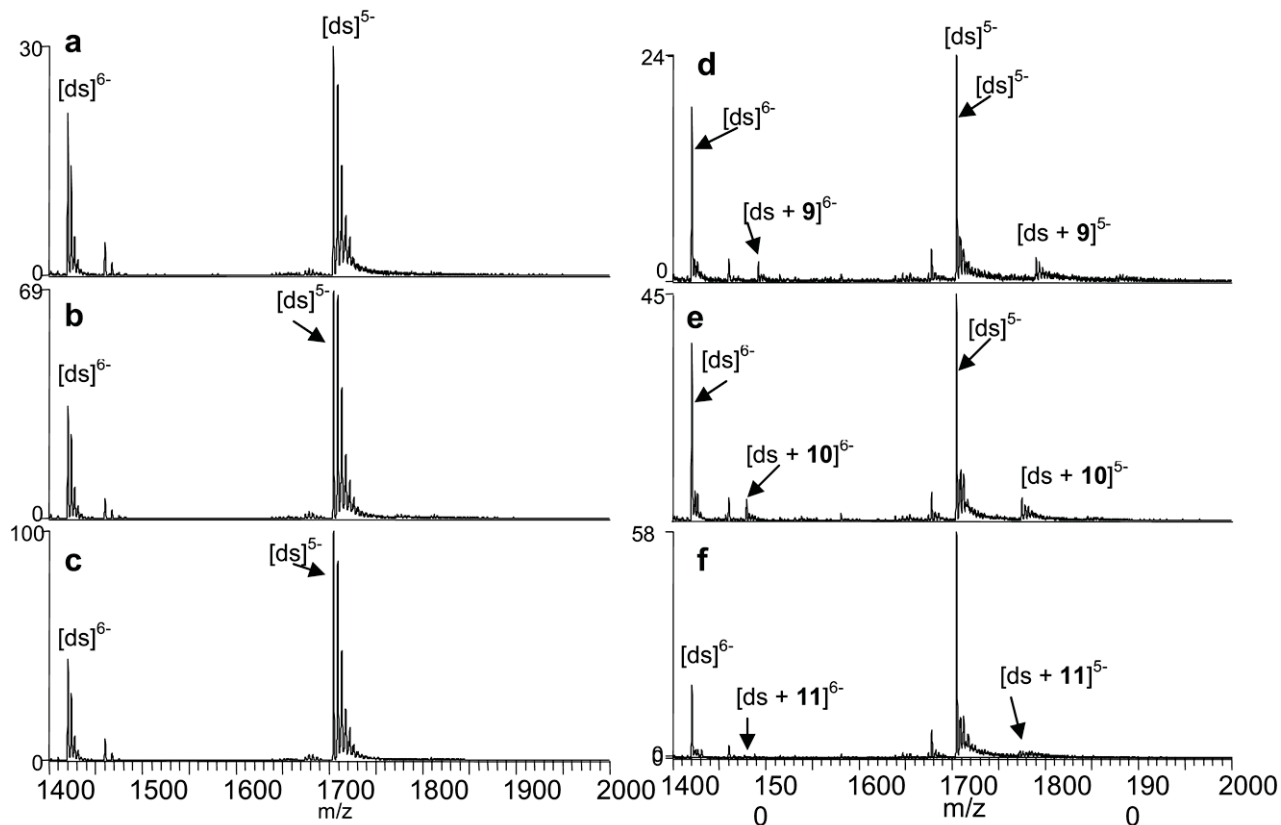 a
30
[ds]5-
[ds]6-
0
b
69
[ds]5-
[ds]6-
0
c
100
[ds]5-
[ds]6-
0
1400 1500 1600 1700 1800 1900 2000
m/z
d
24
[ds]5-
[ds]5-
[ds]6-
[ds + 9]6-
[ds + 9]5-
0
e
45
[ds]5-
[ds]6-
[ds + 10]6-
[ds + 10]5-
0
f
58
[ds]6-
[ds + 11]6-
[ds + 11]5-
0
1400 150 1700 1800 2000
0 m/z 0